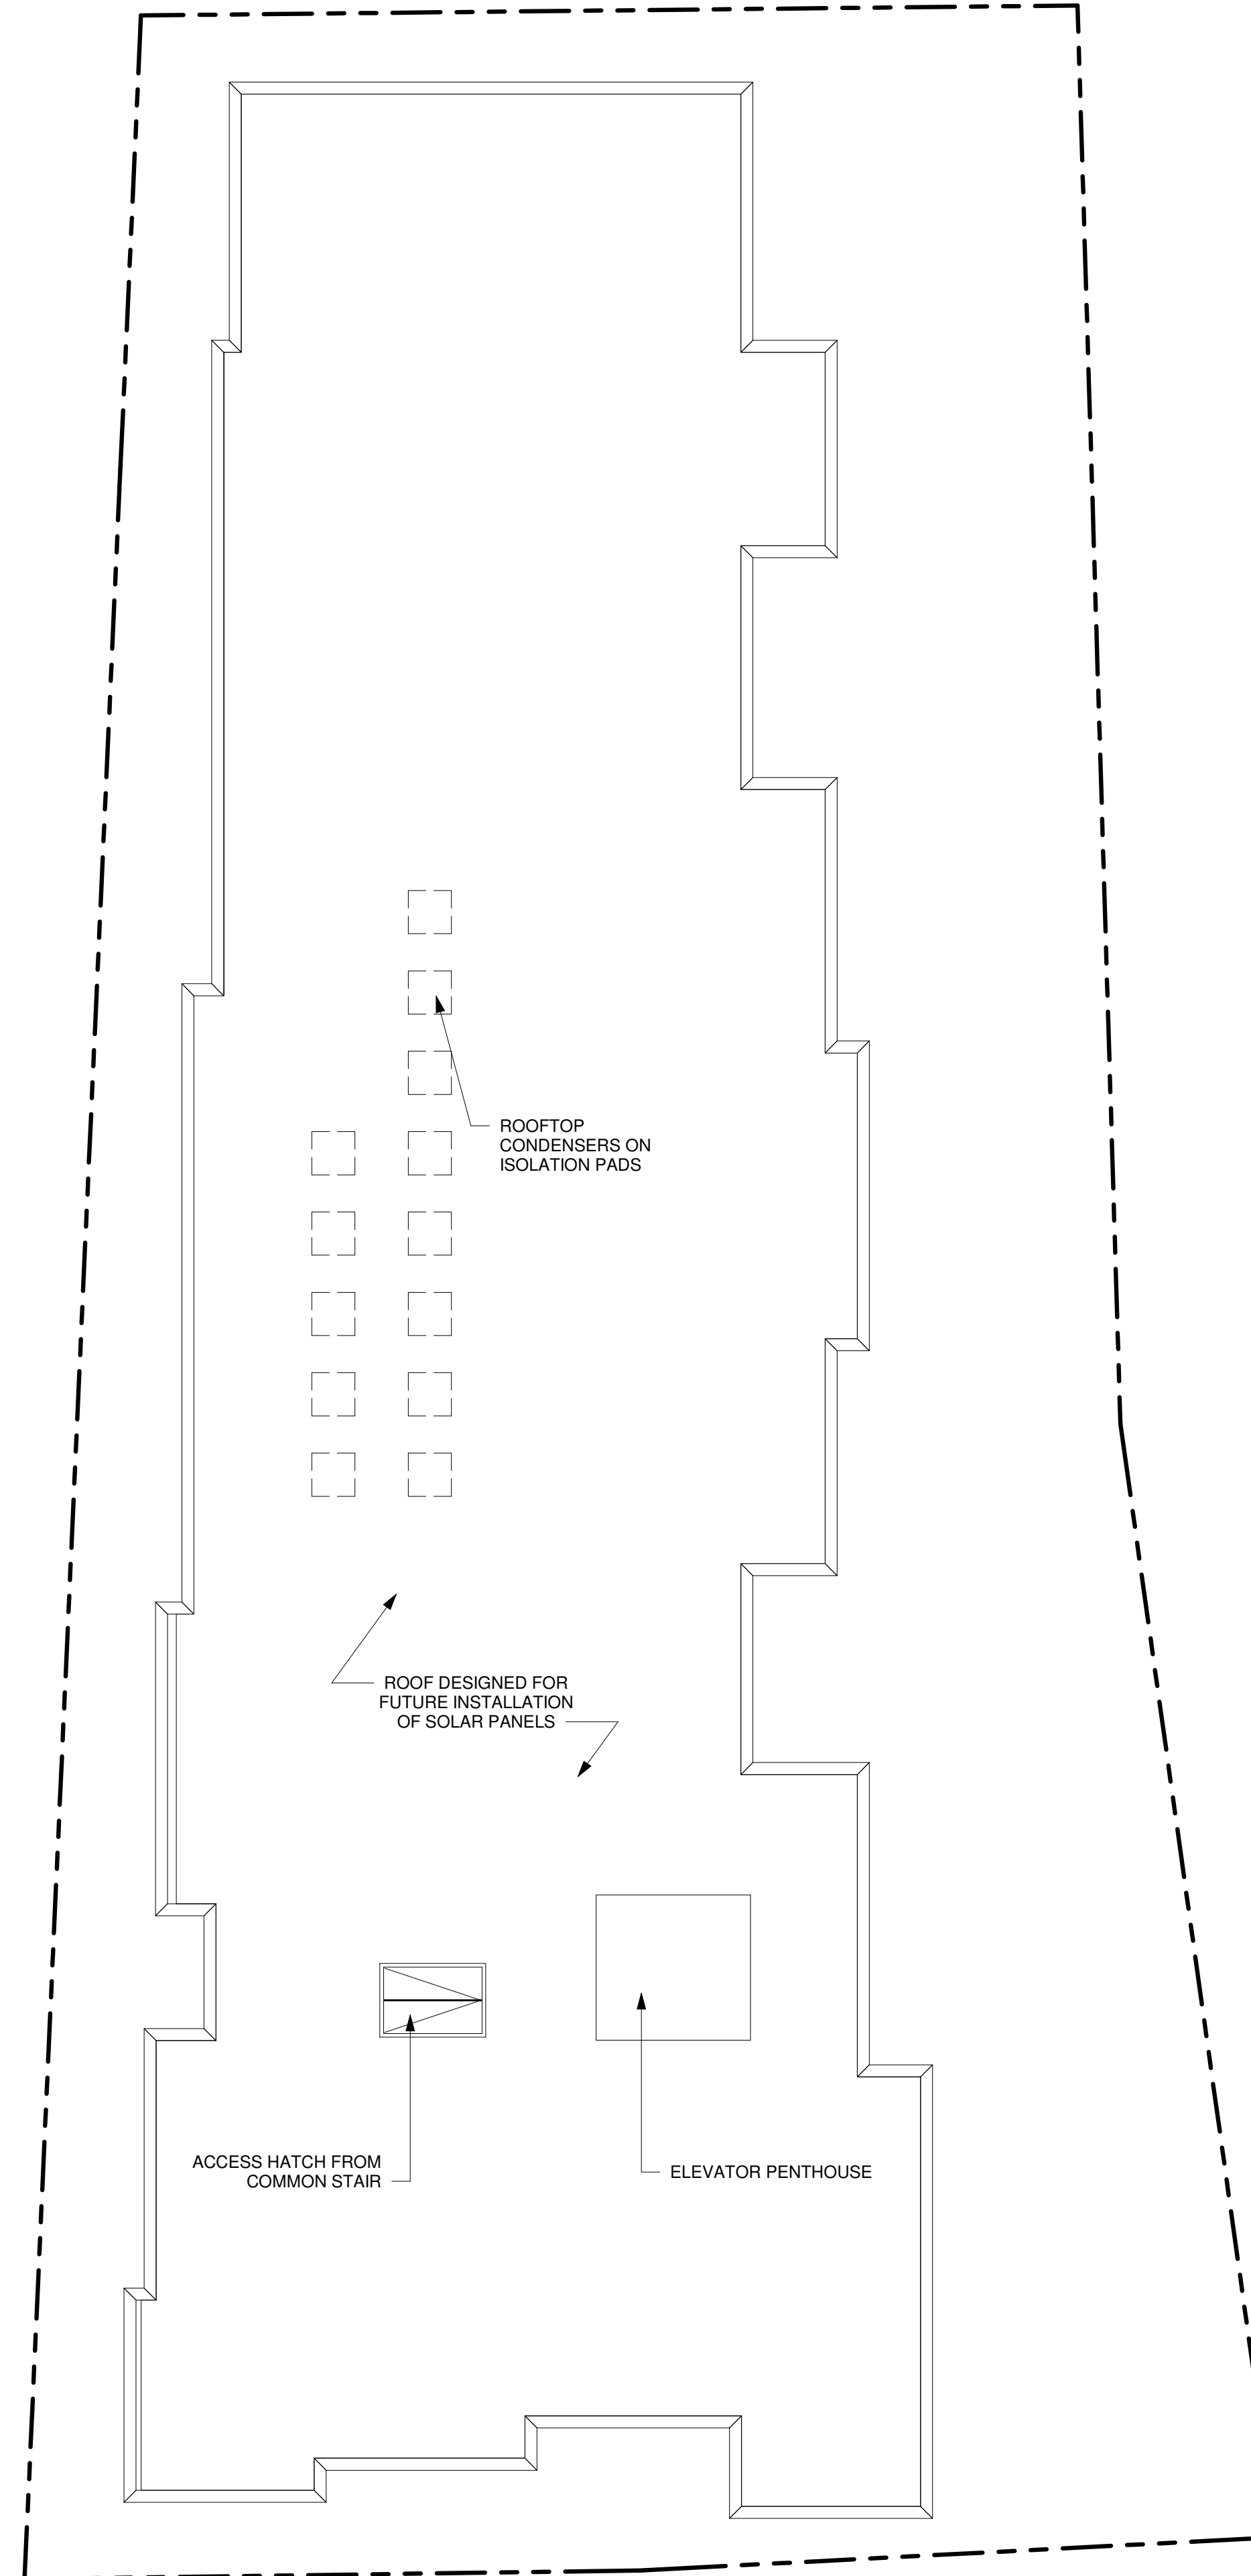 ROOFTOP
CONDENSERS ON
ISOLATION PADS
ROOF DESIGNED FOR
FUTURE INSTALLATION
OF SOLAR PANELS
ACCESS HATCH FROM
COMMON STAIR
ELEVATOR PENTHOUSE